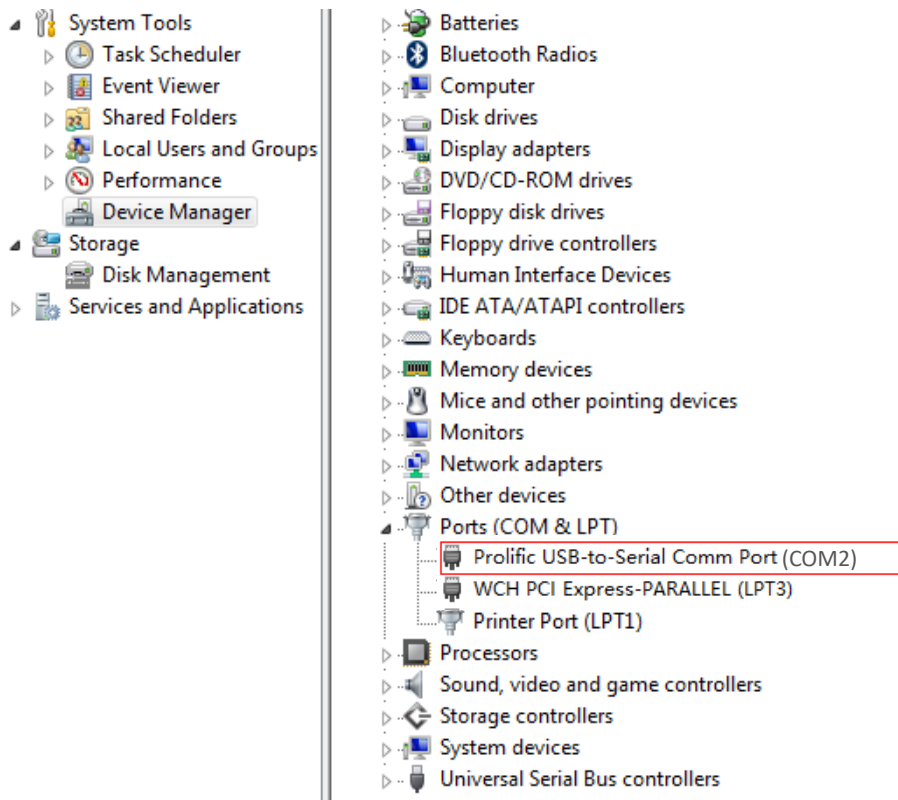 System Tools
Task Scheduler
Event Viewer
Shared Folders
Local Users and Groups
Performance
Device Manager
Storage
Disk Management
Services and Applications
Batteries
Bluetooth Radios
Computer
Disk drives
Display adapters
DVD/CD-ROM drives
Floppy disk drives
Floppy drive controllers
Human Interface Devices
IDE ATA/ATAPI controllers
Keyboards
Memory devices
Mice and other pointing devices
Monitors
Network adapters
Other devices
Ports (COM & LPT)
Prolific USB-to-Serial Comm Port (COM2)
WCH PCI Express-PARALLEL (LPT3)
Printer Port (LPT1)
Processors
Sound, video and game controllers
Storage controllers
System devices
Universal Serial Bus controllers